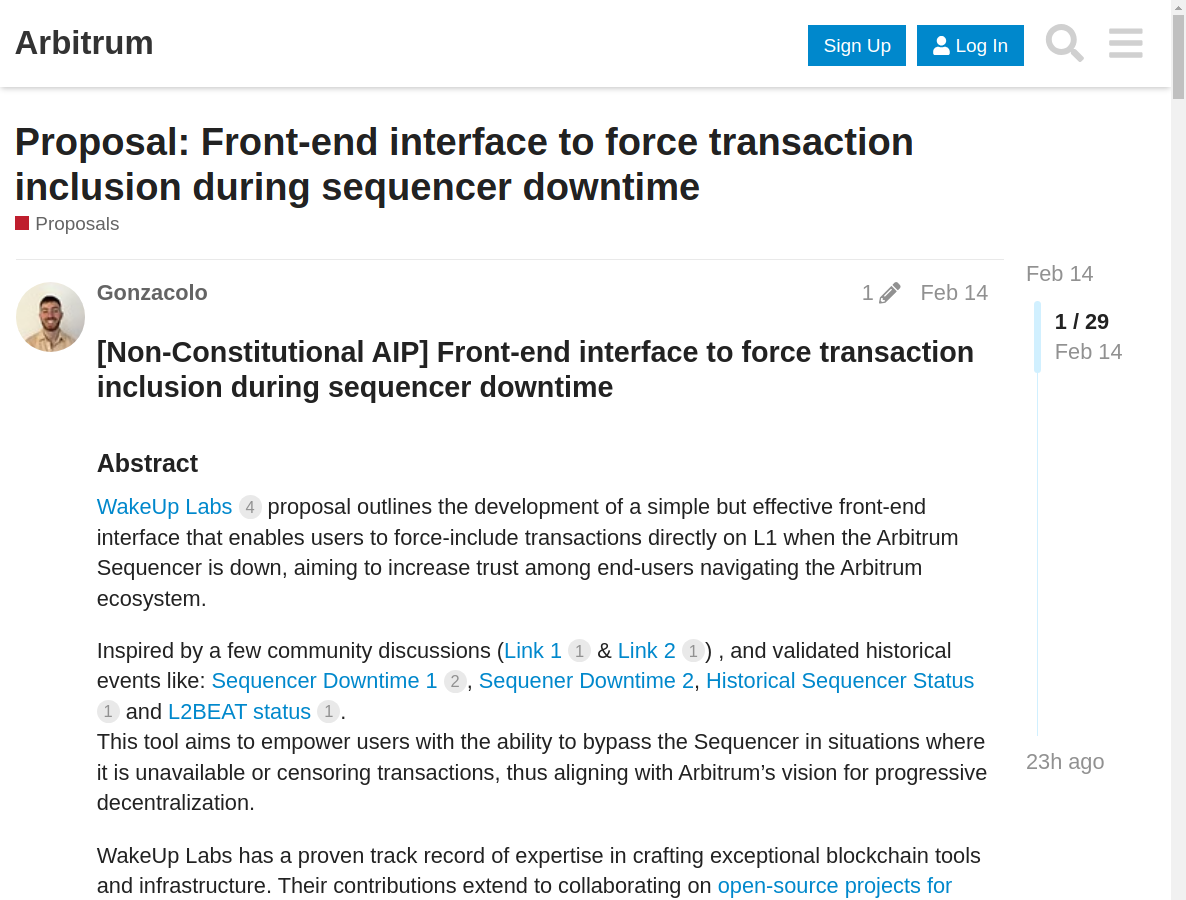 Arbitrum
Sign Up
Log In
Proposal: Front-end interface to force transaction
inclusion during sequencer downtime
Proposals
Gonzacolo
1
Feb 14
[Non-Constitutional AIP] Front-end interface to force transaction
inclusion during sequencer downtime
Abstract
WakeUp Labs 4 proposal outlines the development of a simple but effective front-end
interface that enables users to force-include transactions directly on L1 when the Arbitrum
Sequencer is down, aiming to increase trust among end-users navigating the Arbitrum
ecosystem.
Inspired by a few community discussions (Link 1 1 & Link 2 1) , and validated historical
events like: Sequencer Downtime 1 2, Sequener Downtime 2, Historical Sequencer Status
1 and L2BEAT status 1.
This tool aims to empower users with the ability to bypass the Sequencer in situations where
it is unavailable or censoring transactions, thus aligning with Arbitrum’s vision for progressive
decentralization.
WakeUp Labs has a proven track record of expertise in crafting exceptional blockchain tools
and infrastructure. Their contributions extend to collaborating on open-source projects for
Feb 14
1 / 29
Feb 14
23h ago